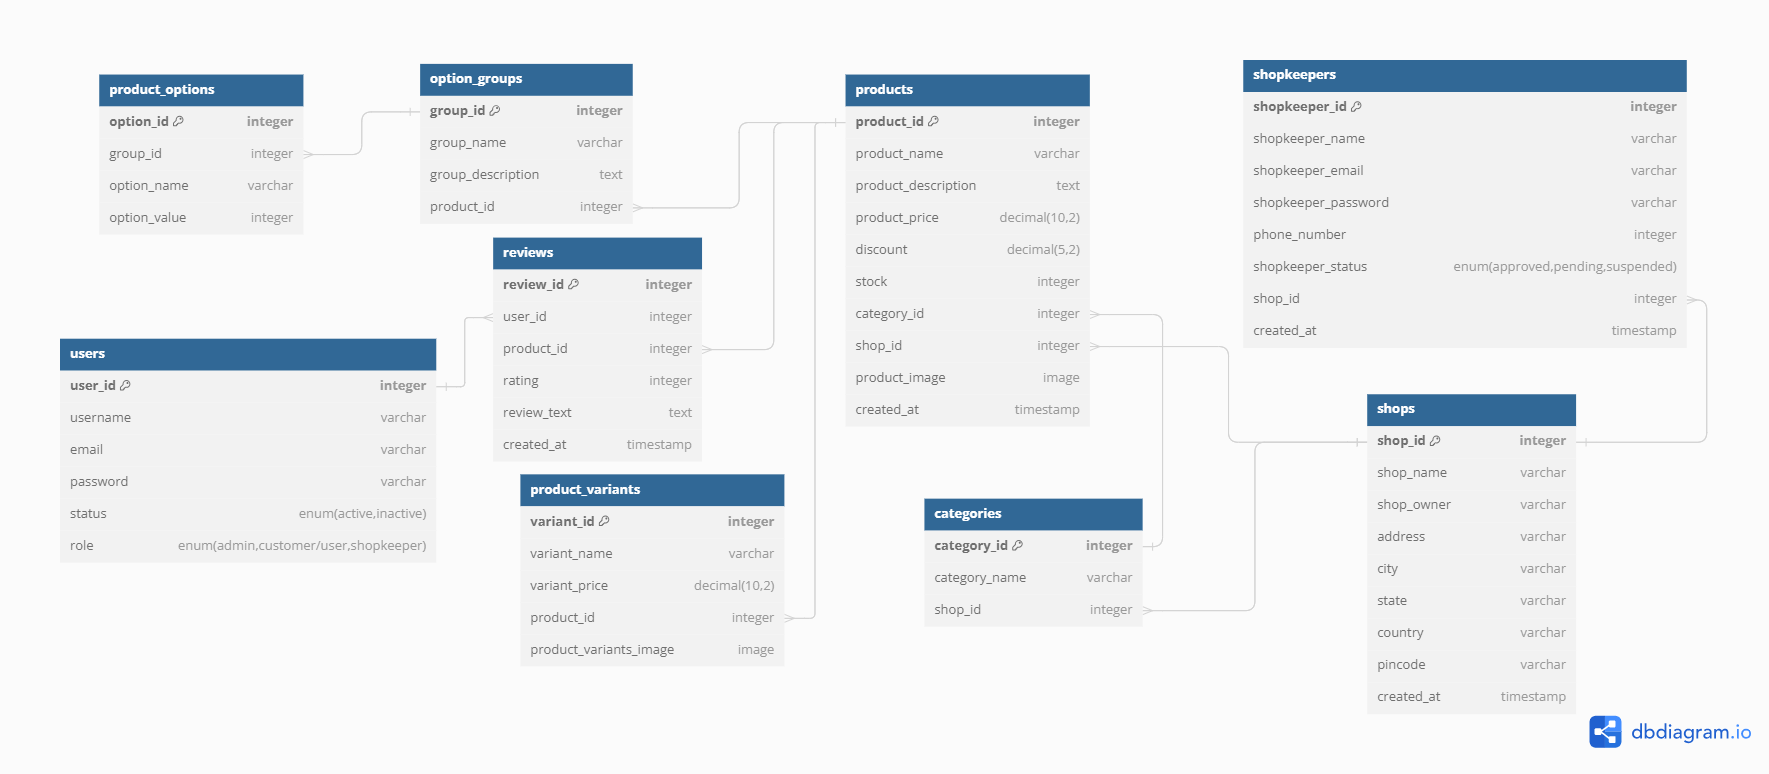 product_options
option_id integer
group_id integer
option_name varchar
option_value integer
option_groups
group_id integer
group_name varchar
group_description text
product_id integer
products
product_id integer
product_name varchar
product_description text
product_price decimal(10,2)
discount decimal(5,2)
stock integer
category_id integer
shop_id integer
product_image image
created_at timestamp
shopkeepers
shopkeeper_id integer
shopkeeper_name varchar
shopkeeper_email varchar
shopkeeper_password varchar
phone_number integer
shopkeeper_status enum(approved,pending,suspended)
shop_id integer
created_at timestamp
reviews
review_id integer
user_id integer
product_id integer
rating integer
review_text text
created_at timestamp
users
user_id integer
username varchar
email varchar
password varchar
status enum(active,inactive)
role enum(admin,customer/user,shopkeeper)
product_variants
variant_id integer
variant_name varchar
variant_price decimal(10,2)
product_id integer
product_variants_image image
categories
category_id integer
category_name varchar
shop_id integer
shops
shop_id integer
shop_name varchar
shop_owner varchar
address varchar
city varchar
state varchar
country varchar
pincode varchar
created_at timestamp
dbdiagram.io